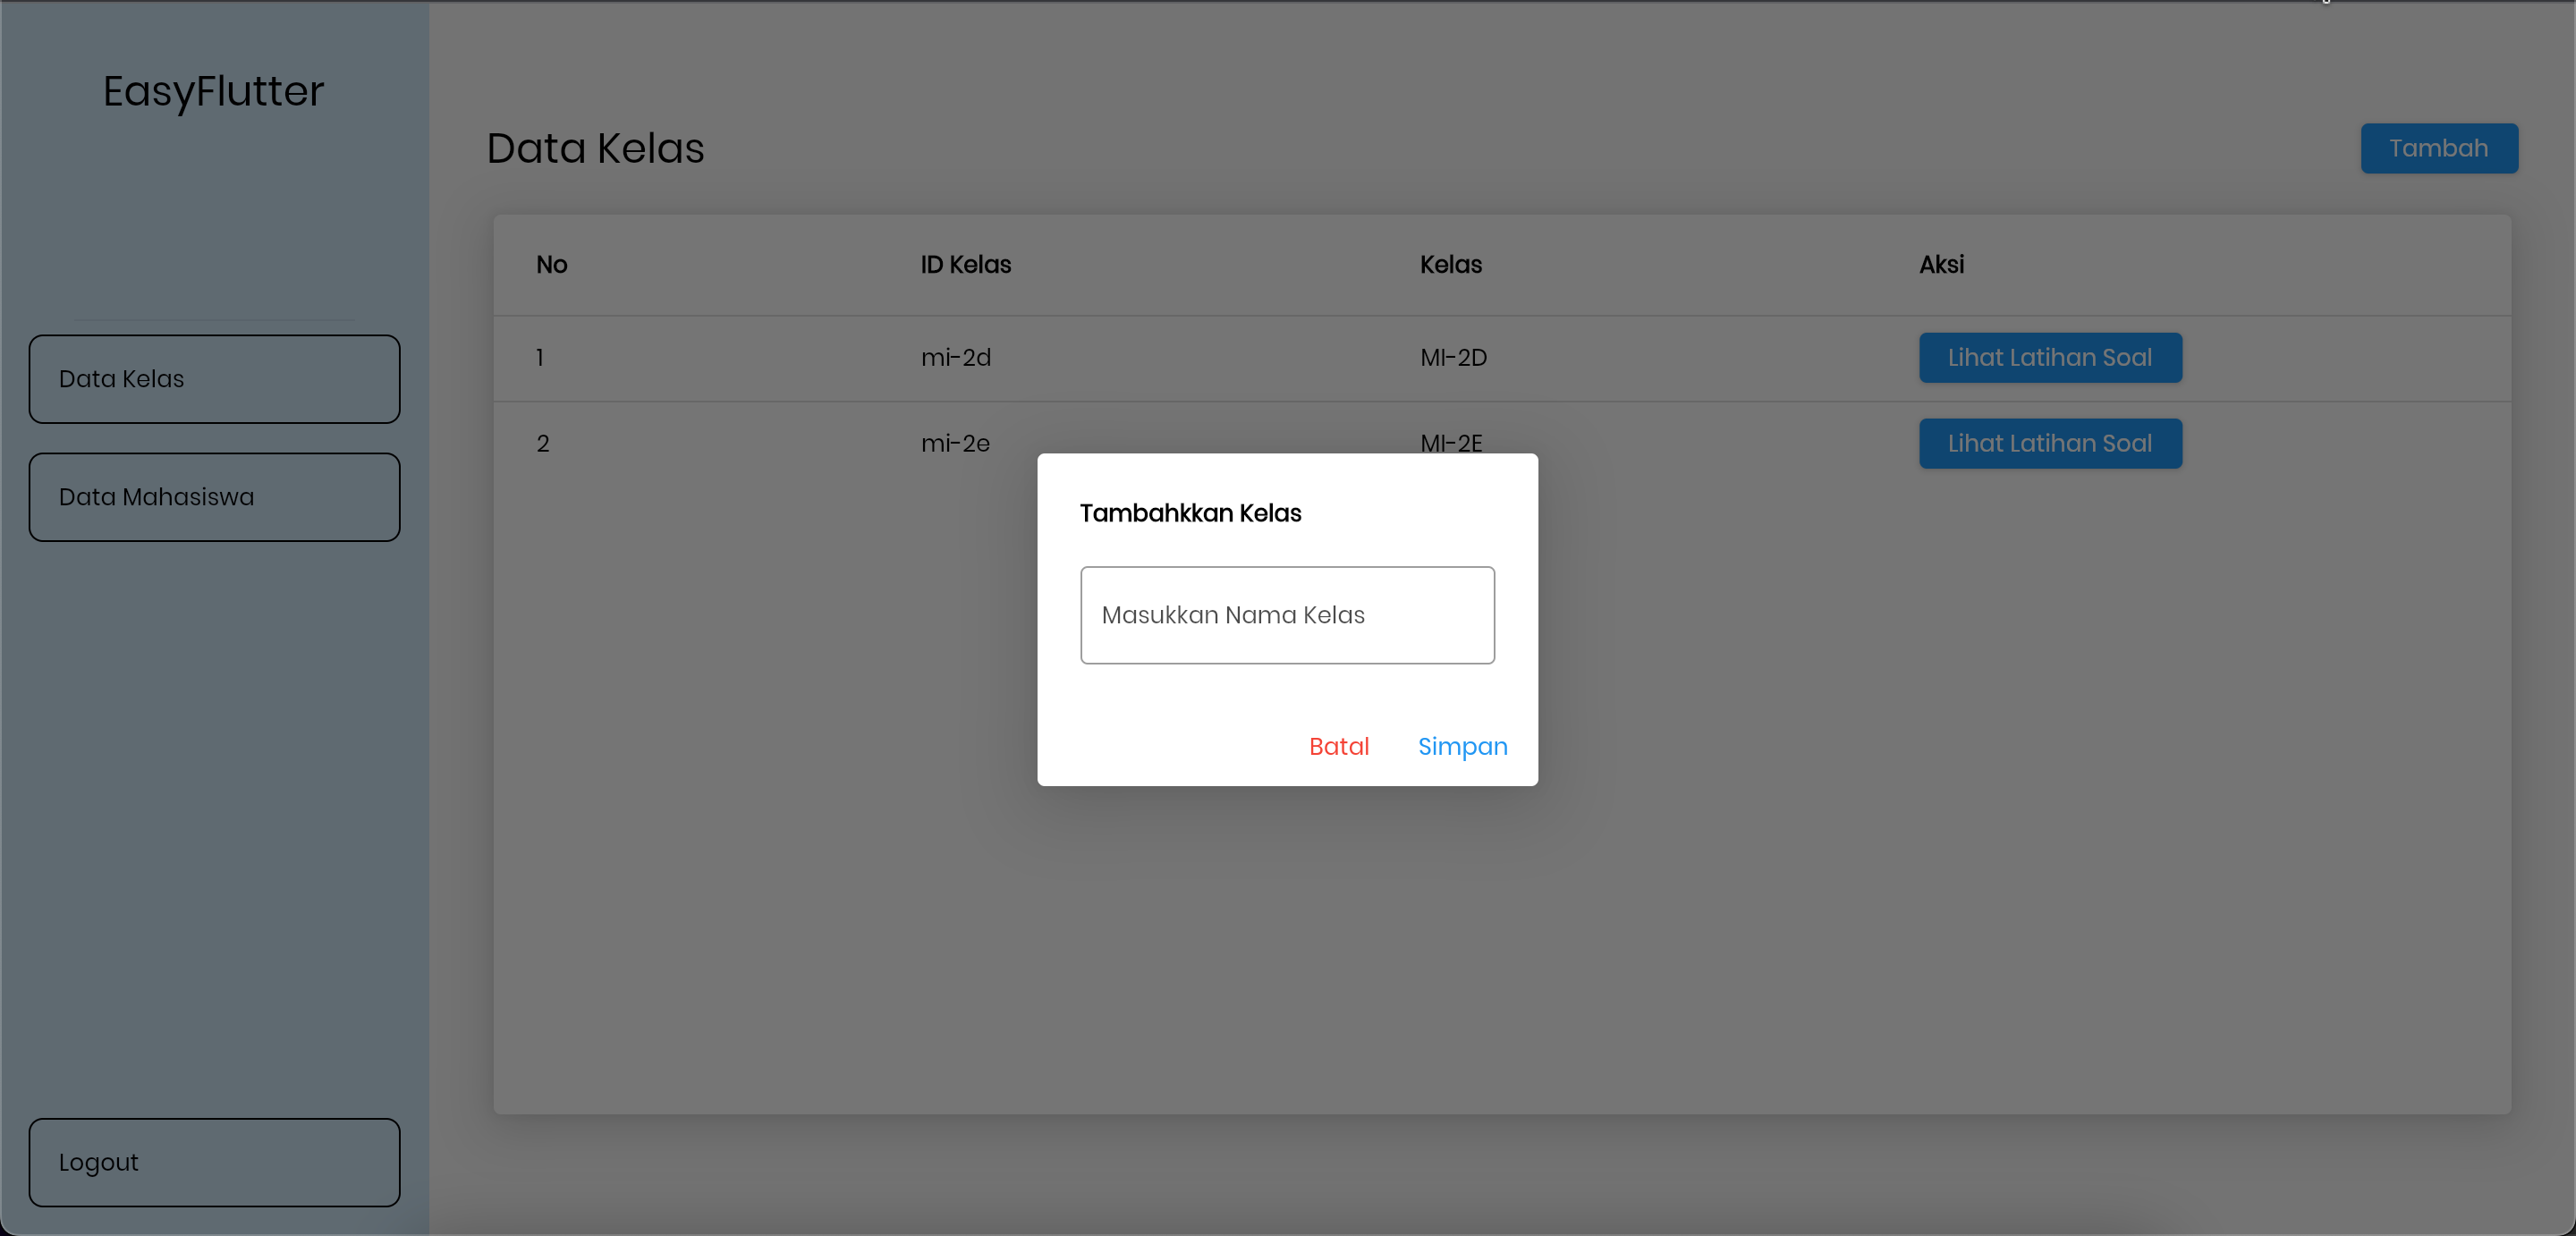 EasyFlutter
Data Kelas
Data Mahasiswa
Logout
Data Kelas
Tambah
No ID Kelas Kelas Aksi
1 mi-2d MI-2D Lihat Latihan Soal
2 mi-2e MI-2E Lihat Latihan Soal
Tambahkkan Kelas
Masukkan Nama Kelas
Batal Simpan